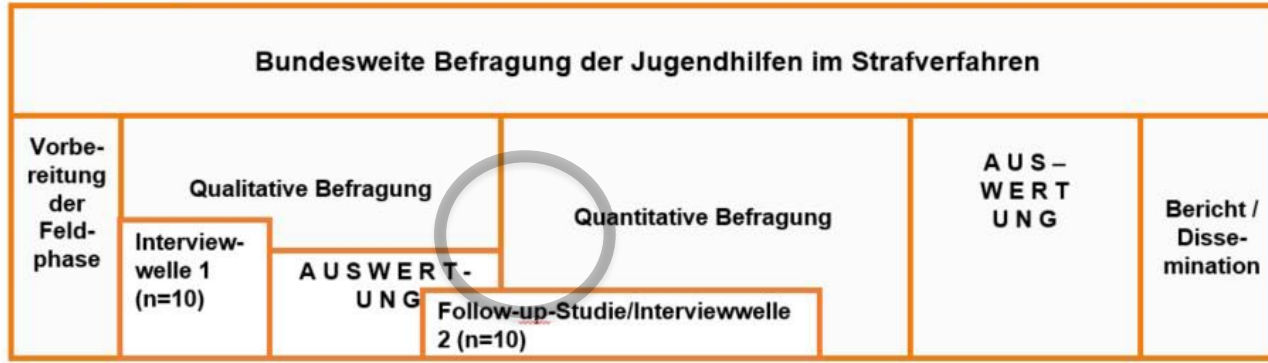 Bundesweite Befragung der Jugendhilfen im Strafverfahren
Vorbe-
reitung
der
Feld-
phase
Qualitative Befragung
Interview-
welle 1
(n=10)
A U S W E R T -
U N G
Quantitative Befragung
Follow-up-Studie/Interviewwelle
2 (n=10)
A U S –
W E R T
U N G
Bericht /
Disse-
mination